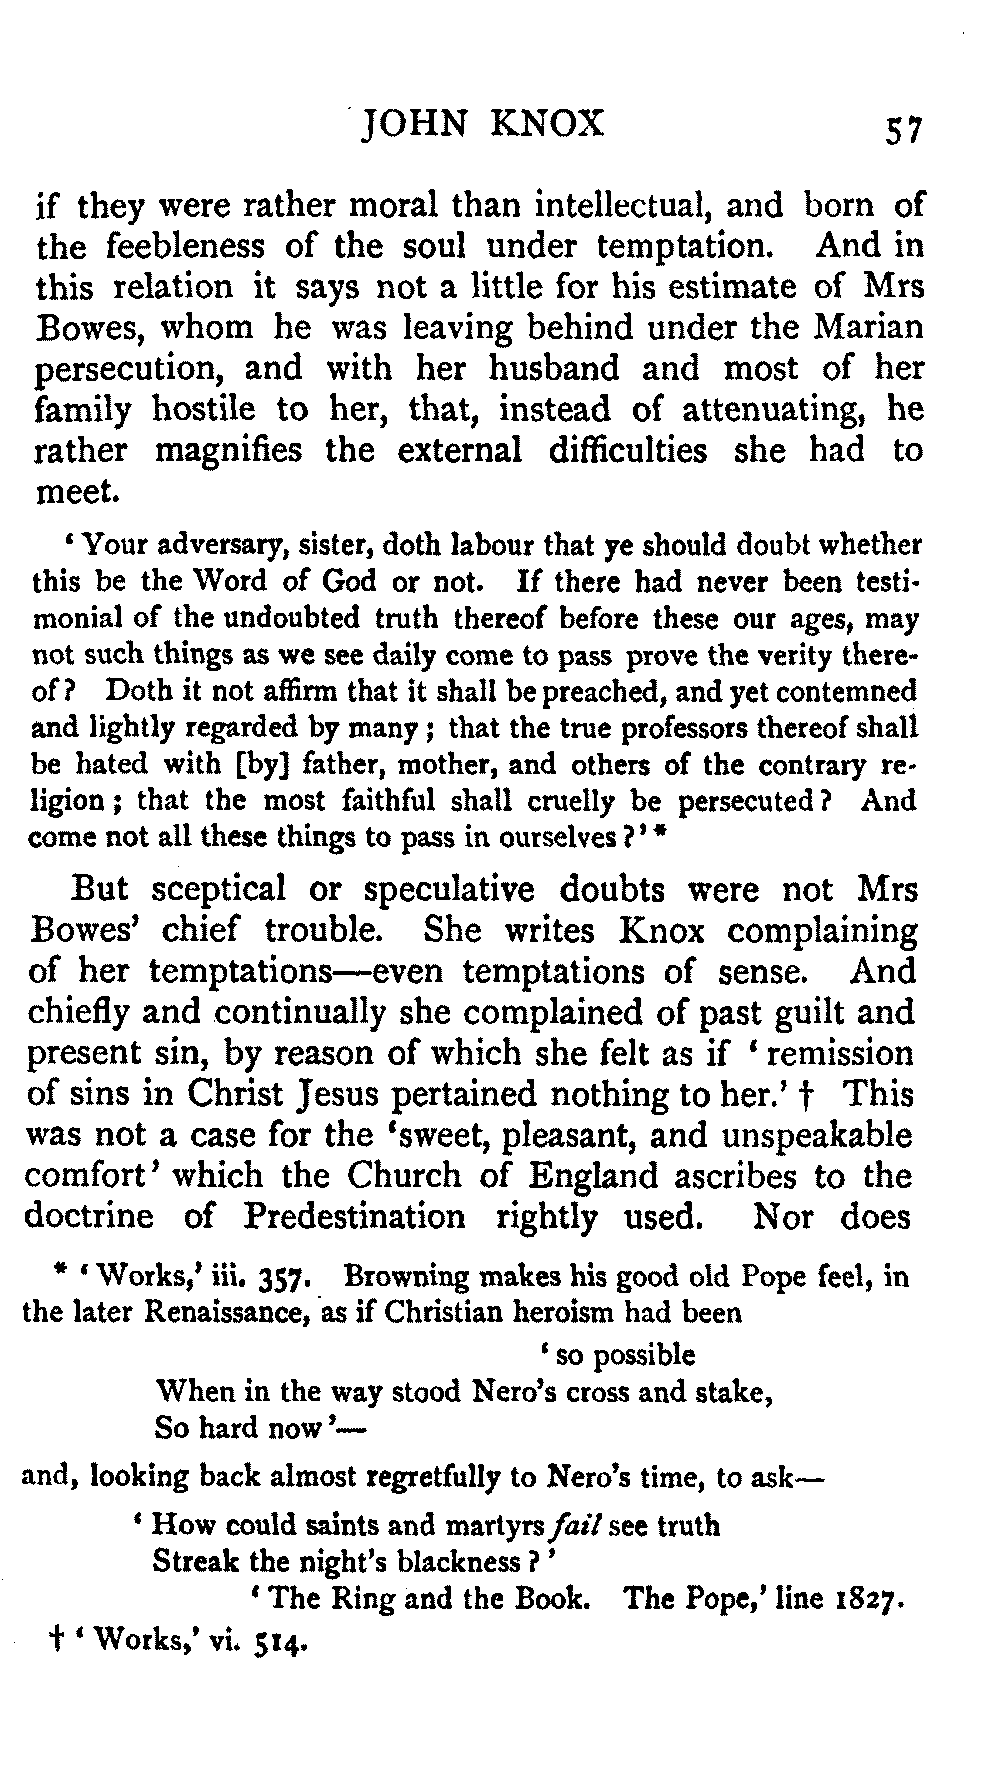 JOHN KNOX 57
if they were rather moral than intellectual, and born of
the feebleness of the soul under temptation. And in
this relation it says not a little for his estimate of Mrs
Bowes, whom he was leaving behind under the Marian
persecution, and with her husband and most of her
family hostile to her, that, instead of attenuating, he
rather magnifies the external difficulties she had to
meet.
‘ Your adversary, sister, doth labour that ye should doubt whether
this be the Word of God or not. If there had never been testi-
monial of the undoubted truth thereof before these our ages, may
not such things as we see daily come to pass prove the verity there-
of? Doth it not affirm that it shall be preached, and yet contemned
and lightly regarded by many ; that the true professors thereof shall
be hated with [by] father, mother, and others of the contrary re-
ligion ; that the most faithful shall cruelly be persecuted? And
come not all these things to pass in ourselves ?’ *
But sceptical or speculative doubts were not Mrs
Bowes’ chief trouble. She writes Knox complaining
of her temptations—even temptations of sense. And
chiefly and continually she complained of past guilt and
present sin, by reason of which she felt as if ‘ remission
of sins in Christ Jesus pertained nothing to her.’ † This
was not a case for the ‘sweet, pleasant, and unspeakable
comfort’ which the Church of England ascribes to the
doctrine of Predestination rightly used. Nor does
* ‘ Works,’ iii. 357. Browning makes his good old Pope feel, in
the later Renaissance, as if Christian heroism had been
‘ so possible
When in the way stood Nero’s cross and stake,
So hard now ’—
and, looking back almost regretfully to Nero’s time, to ask—
‘ How could saints and martyrs fail see truth
Streak the night’s blackness ? ’
‘ The Ring and the Book. The Pope,’ line 1827.
† ‘ Works,’ vi. 514.